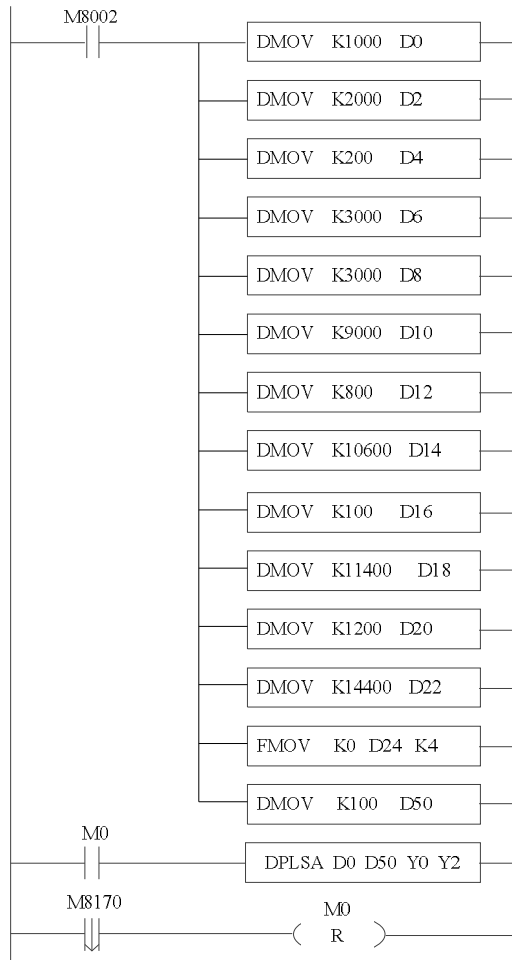 M8002
DMOV K1000 D0
DMOV K2000 D2
DMOV K200 D4
DMOV K3000 D6
DMOV K3000 D8
DMOV K9000 D10
DMOV K800 D12
DMOV K10600 D14
DMOV K100 D16
DMOV K11400 D18
DMOV K1200 D20
DMOV K14400 D22
FMOV K0 D24 K4
DMOV K100 D50
M0
DPLSA D0 D50 Y0 Y2
M8170
M0
R